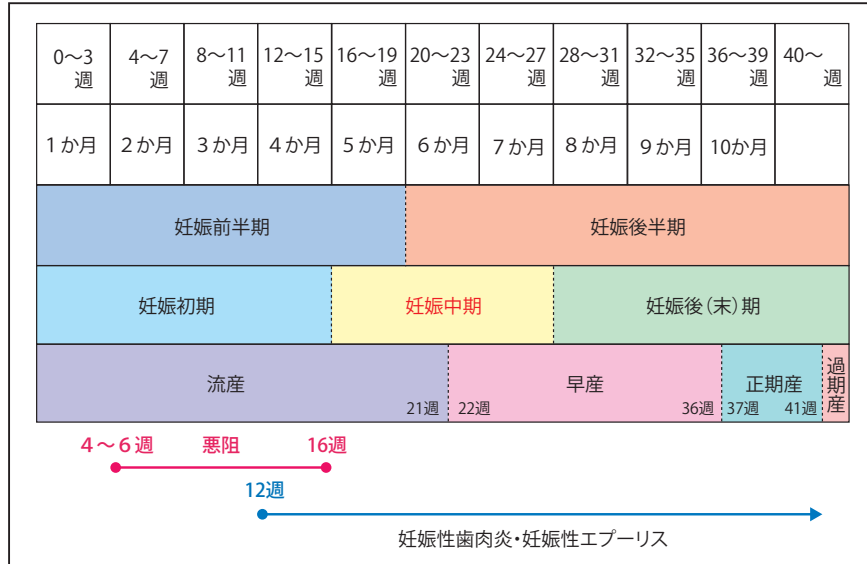 0～3週 4～7週 8～11週 12～15週 16～19週 20～23週 24～27週 28～31週 32～35週 36～39週 40～週
1か月 2か月 3か月 4か月 5か月 6か月 7か月 8か月 9か月 10か月
妊娠前半期 妊娠後半期
妊娠初期 妊娠中期 妊娠後（末）期
流産 早産 正期産 過期産
21週 22週 36週 37週 41週
4～6週 悪阻 16週
12週
妊娠性歯肉炎・妊娠性エプーリス